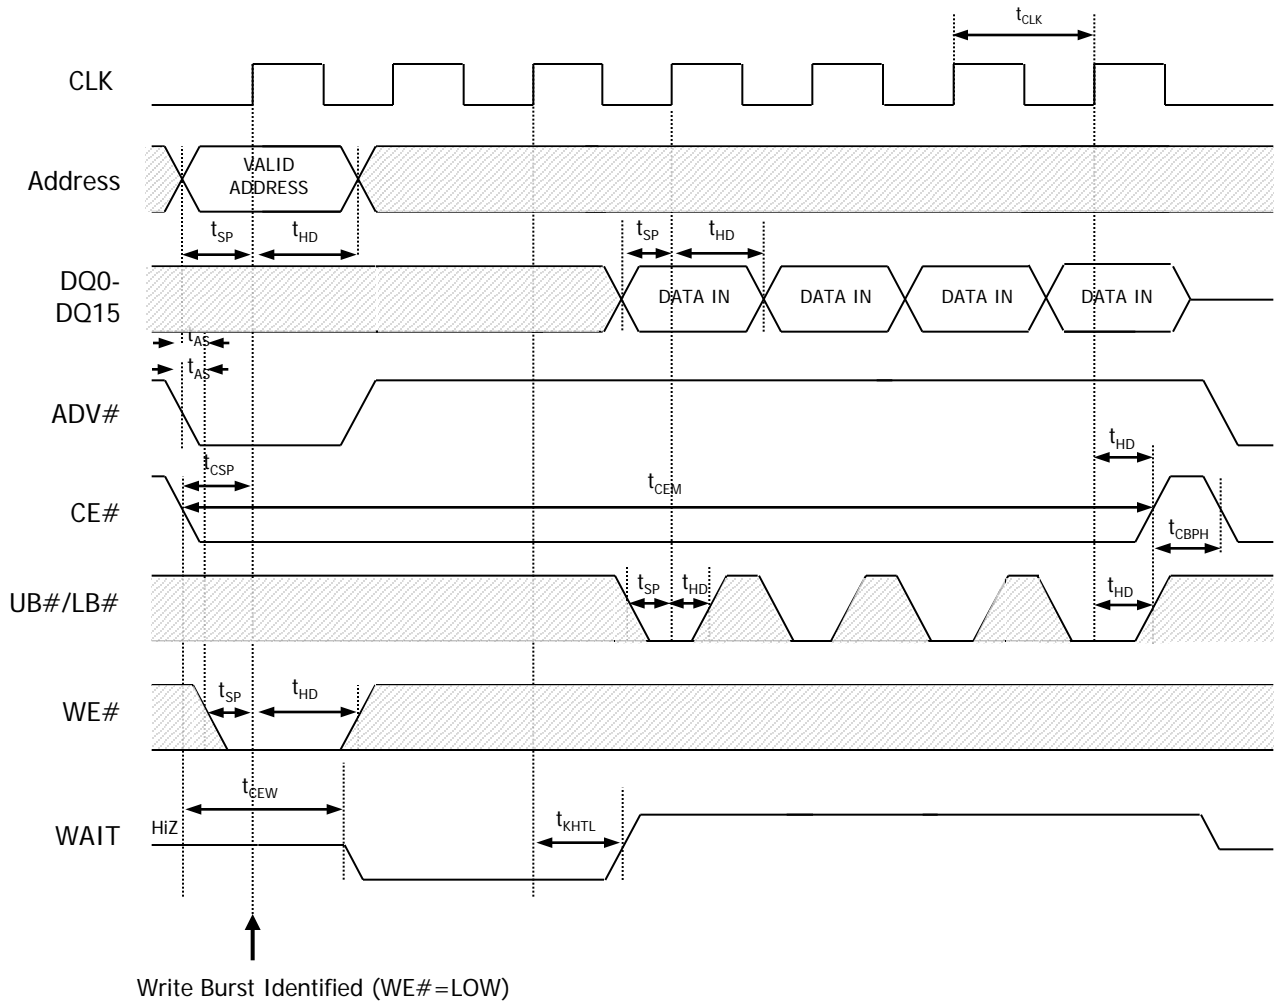 tCLK
CLK
VALID
ADDRESS
Address
tSP tHD tSP tHD
DQ0-
DQ15
DATA IN DATA IN DATA IN DATA IN
tAS
tAS
ADV#
tHD
tCSP
tCEM
CE#
tCBPH
UB#/LB#
tSP tHD tHD
WE#
tSP tHD
tCEW
WAIT
HiZ
tKHTL
Write Burst Identified (WE#=LOW)